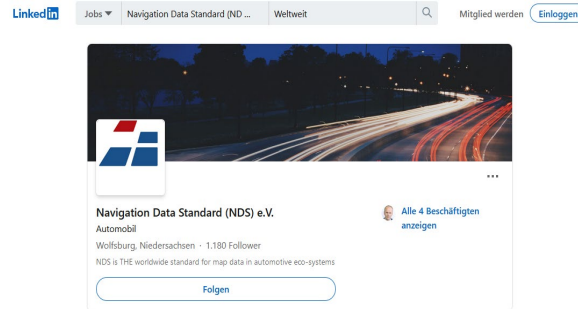 Linked in
Jobs
Navigation Data Standard (ND ...
Weltweit
Mitglied werden
Einloggen
Navigation Data Standard (NDS) e.V.
Alle 4 Beschäftigten
anzeigen
Automobil
Wolfsburg, Niedersachsen · 1.180 Follower
NDS is THE worldwide standard for map data in automotive eco-systems
Folgen